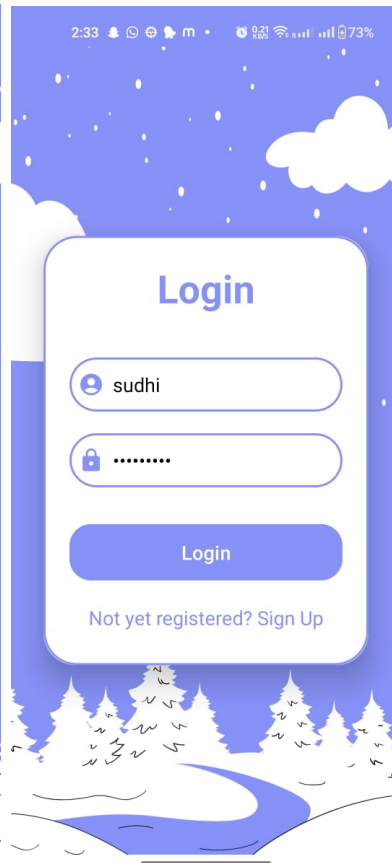 2:33 m 0.21 KB/S 73%
Login
sudhi
•••••••••
Login
Not yet registered? Sign Up